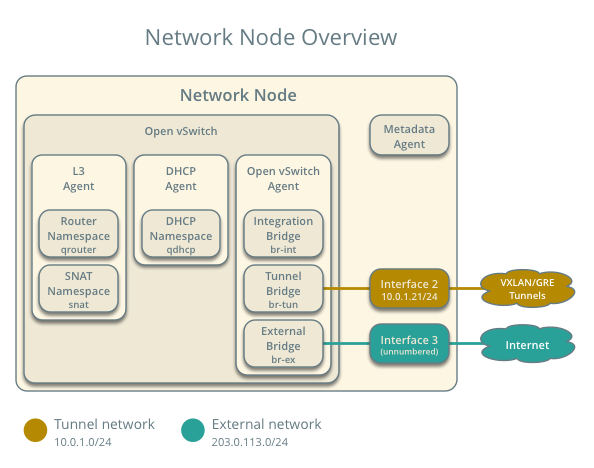 Network Node Overview
Network Node
Open vSwitch
Metadata
Agent
L3
Agent
DHCP
Agent
Open vSwitch
Agent
Router
Namespace
qrouter
DHCP
Namespace
qdhcp
Integration
Bridge
br-int
SNAT
Namespace
snat
Tunnel
Bridge
br-tun
Interface 2
10.0.1.21/24
VXLAN/GRE
Tunnels
External
Bridge
br-ex
Interface 3
(unnumbered)
Internet
Tunnel network
10.0.1.0/24
External network
203.0.113.0/24